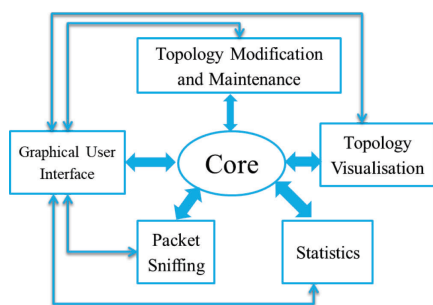 Topology Modification
and Maintenance
Graphical User
Interface
Core
Topology
Visualisation
Packet
Sniffing
Statistics